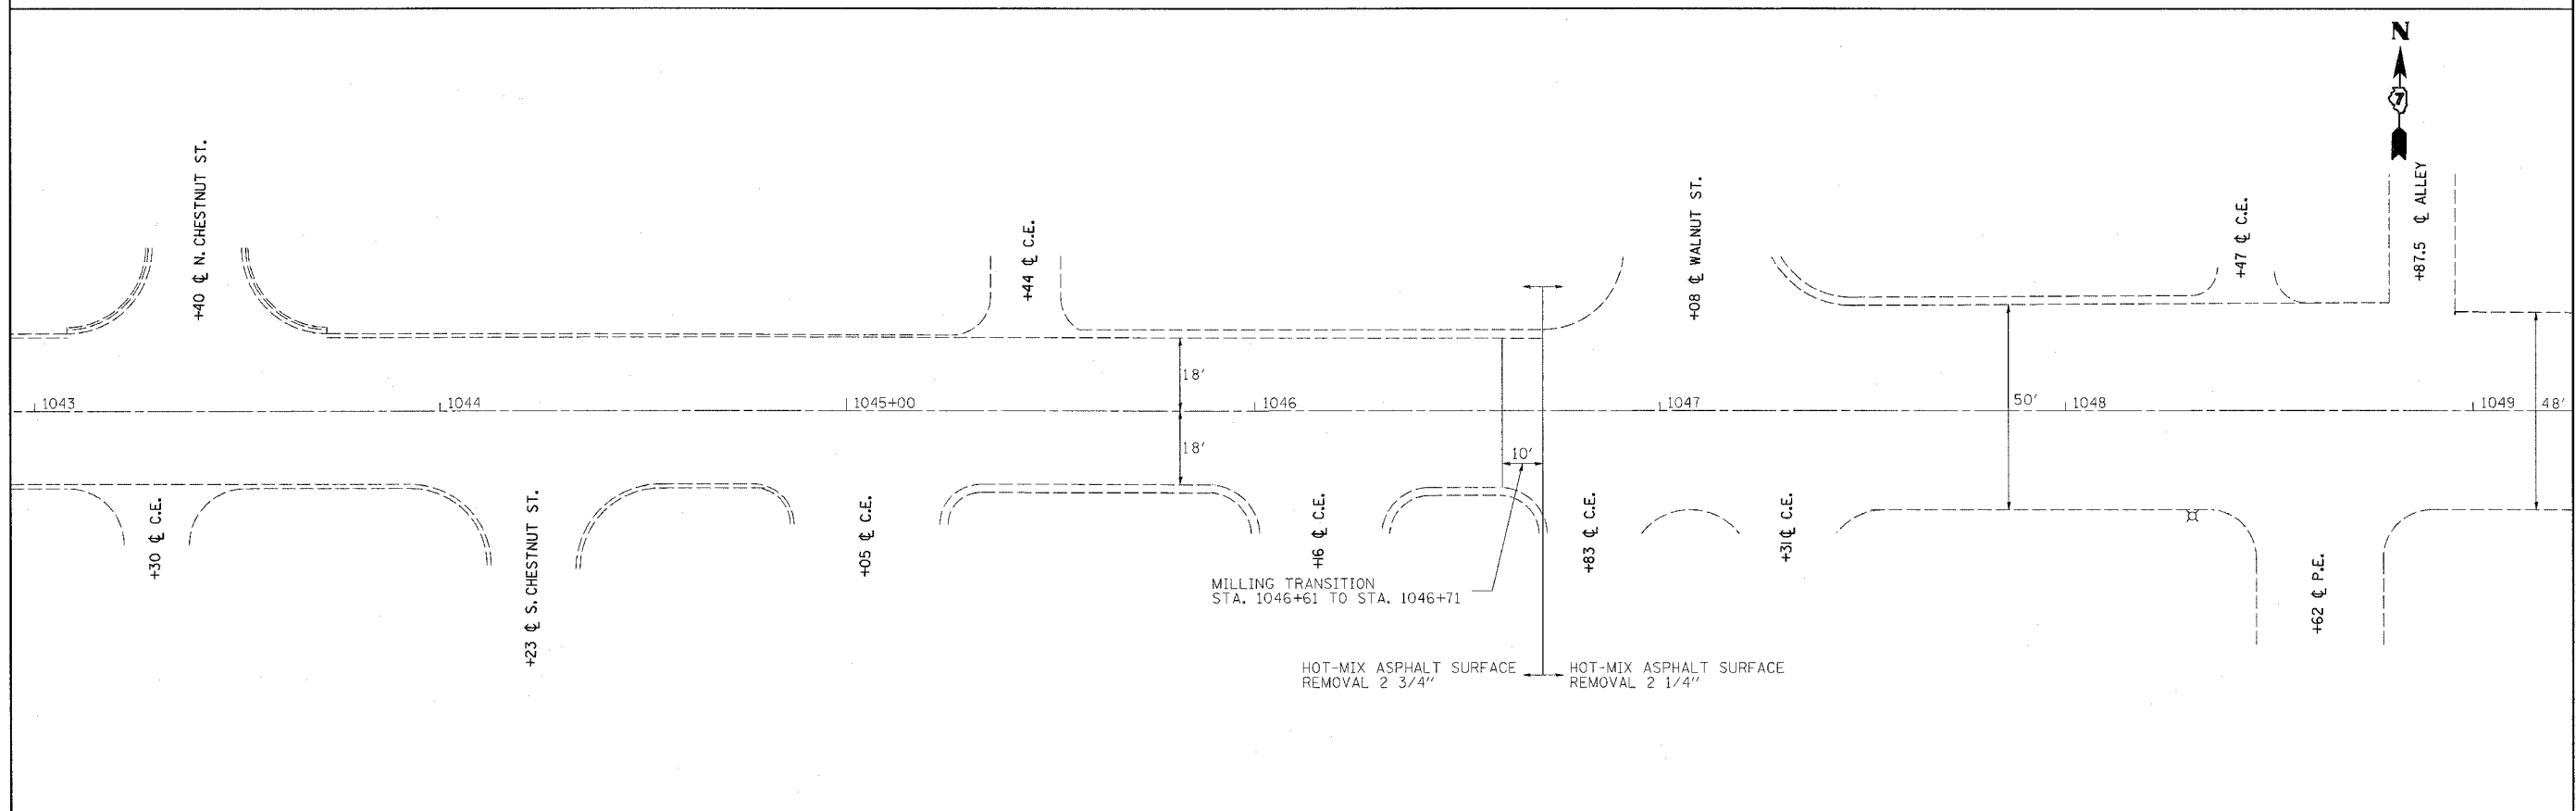 N
7
+40 ℄ N. CHESTNUT ST.
+44 ℄ C.E.
+08 ℄ WALNUT ST.
+47 ℄ C.E.
+87.5 ℄ ALLEY
18'
1043
1044
1045+00
1046
1047
50'
1048
1049
48'
18'
10'
+30 ℄ C.E.
+23 ℄ S. CHESTNUT ST.
+05 ℄ C.E.
+16 ℄ C.E.
+83 ℄ C.E.
+31 ℄ C.E.
+62 ℄ P.E.
MILLING TRANSITION
STA. 1046+61 TO STA. 1046+71
HOT-MIX ASPHALT SURFACE
REMOVAL 2 3/4"
HOT-MIX ASPHALT SURFACE
REMOVAL 2 1/4"